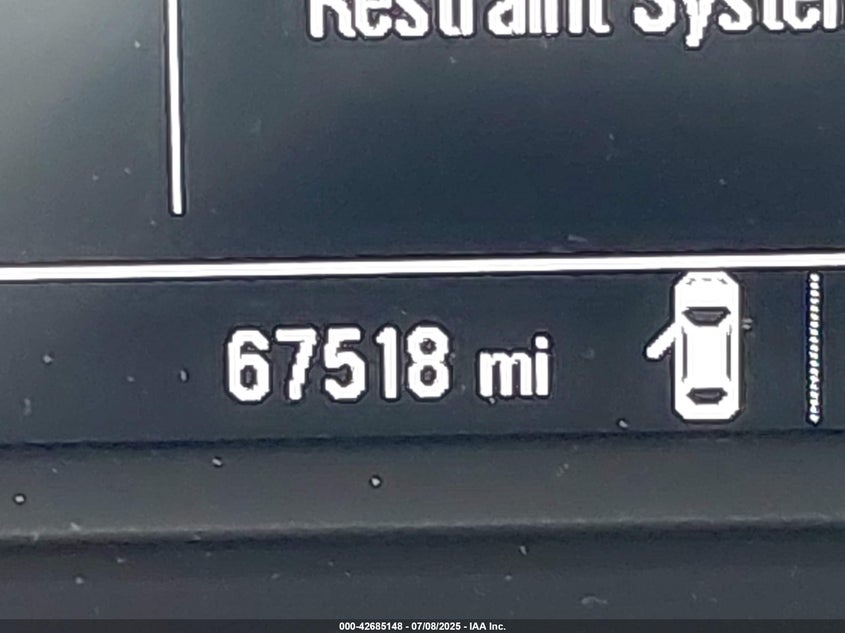 Restraint System
67518 mi
000-42685148 - 07/08/2025 - IAA Inc.